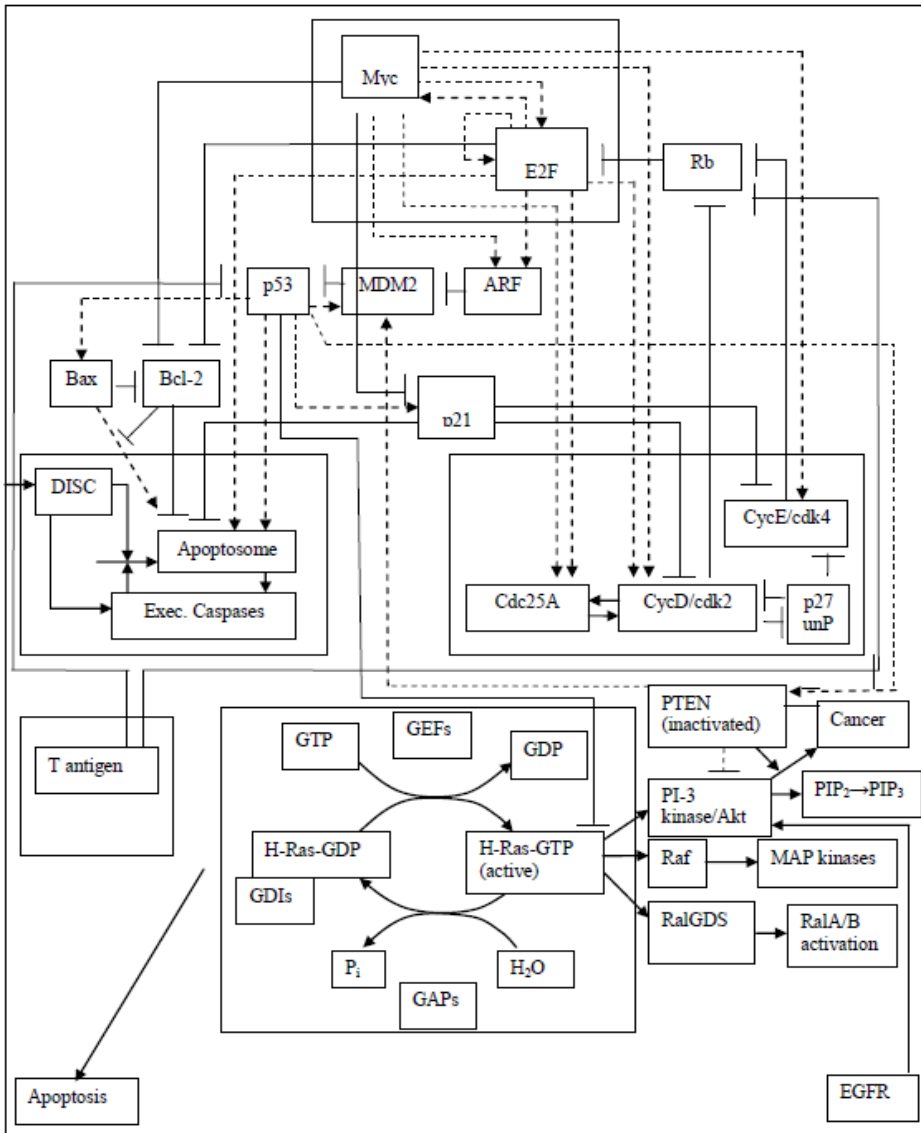 Myc
E2F
Rb
p53
MDM2
ARF
Bax
Bcl-2
p21
DISC
CycE/cdk4
Apoptosome
Cdc25A
CycD/cdk2
p27
unP
Exec. Caspases
PTEN
(inactivated)
Cancer
T antigen
GTP
GEFs
GDP
PI-3
kinase/Akt
PIP₂→PIP₃
H-Ras-GDP
H-Ras-GTP
(active)
Raf
MAP kinases
GDIs
RalGDS
RalA/B
activation
Pᵢ
H₂O
GAPs
Apoptosis
EGFR